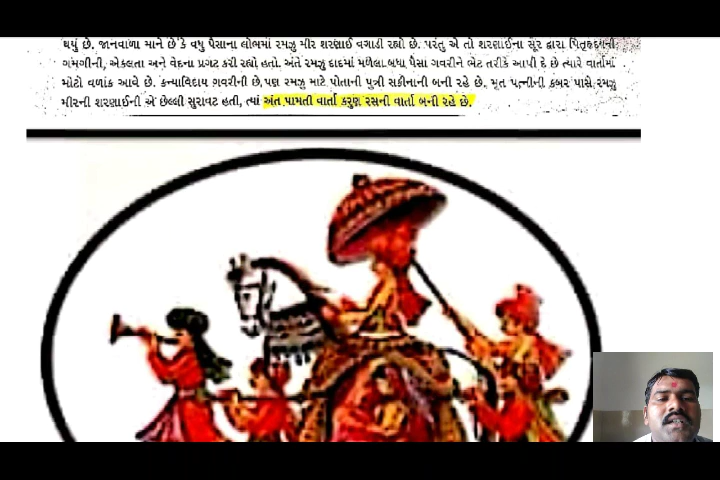 થયું છે. જાનવાળા માને છે કે વધુ પૈસાના લોભમાં રમઝુ મીર શરણાઈ વગાડી રહ્યો છે. પરંતુ એ તો શરણાઈના સૂર દ્વારા પિતૃહૃદયની
ગમગીની, એકલતા અને વેદના પ્રગટ કરી રહ્યો હતો. અંતે રમઝુ દાદમાં મળેલા બધા પૈસા ગવરીને ભેટ તરીકે આપી દે છે ત્યારે વાર્તામાં
મોટો વળાંક આવે છે. કન્યાવિદાય ગવરીની છે, પણ રમઝુ માટે પોતાની પુત્રી સકીનાની બની રહે છે. મૃત પત્નીની કબર પાસે રમઝુ
મીરની શરણાઈની એ છેલ્લી સુરાવટ હતી, ત્યાં અંત પામતી વાર્તા કરુણ રસની વાર્તા બની રહે છે.